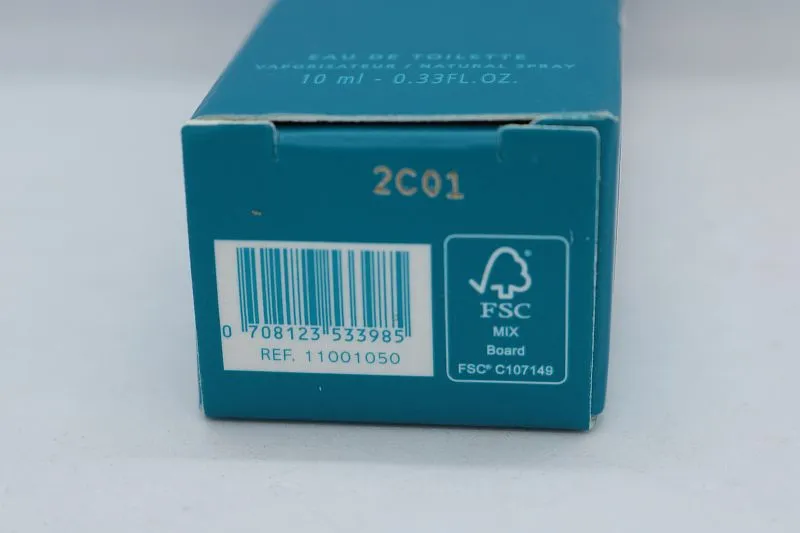 EAU DE TOILETTE
VAPORISATEUR / NATURAL SPRAY
10 ml - 0.33FL.OZ.
2C01
0 708123 533985
REF. 11001050
FSC
MIX
Board
FSC® C107149